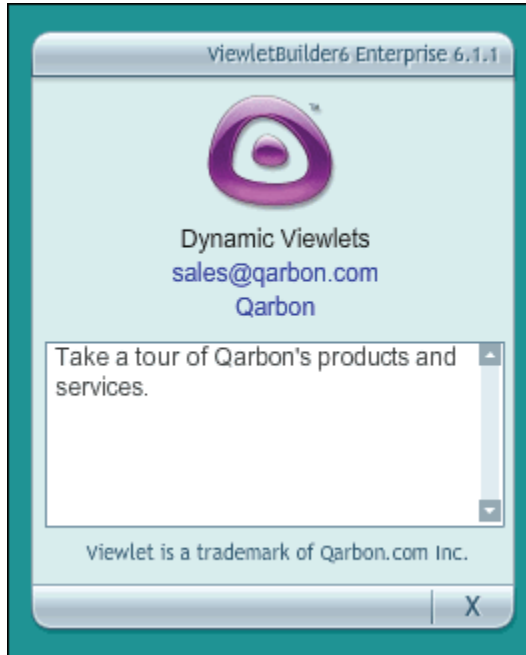 ViewletBuilder6 Enterprise 6.1.1
TM
Dynamic Viewlets
sales@qarbon.com
Qarbon
Take a tour of Qarbon's products and
services.
Viewlet is a trademark of Qarbon.com Inc.
X